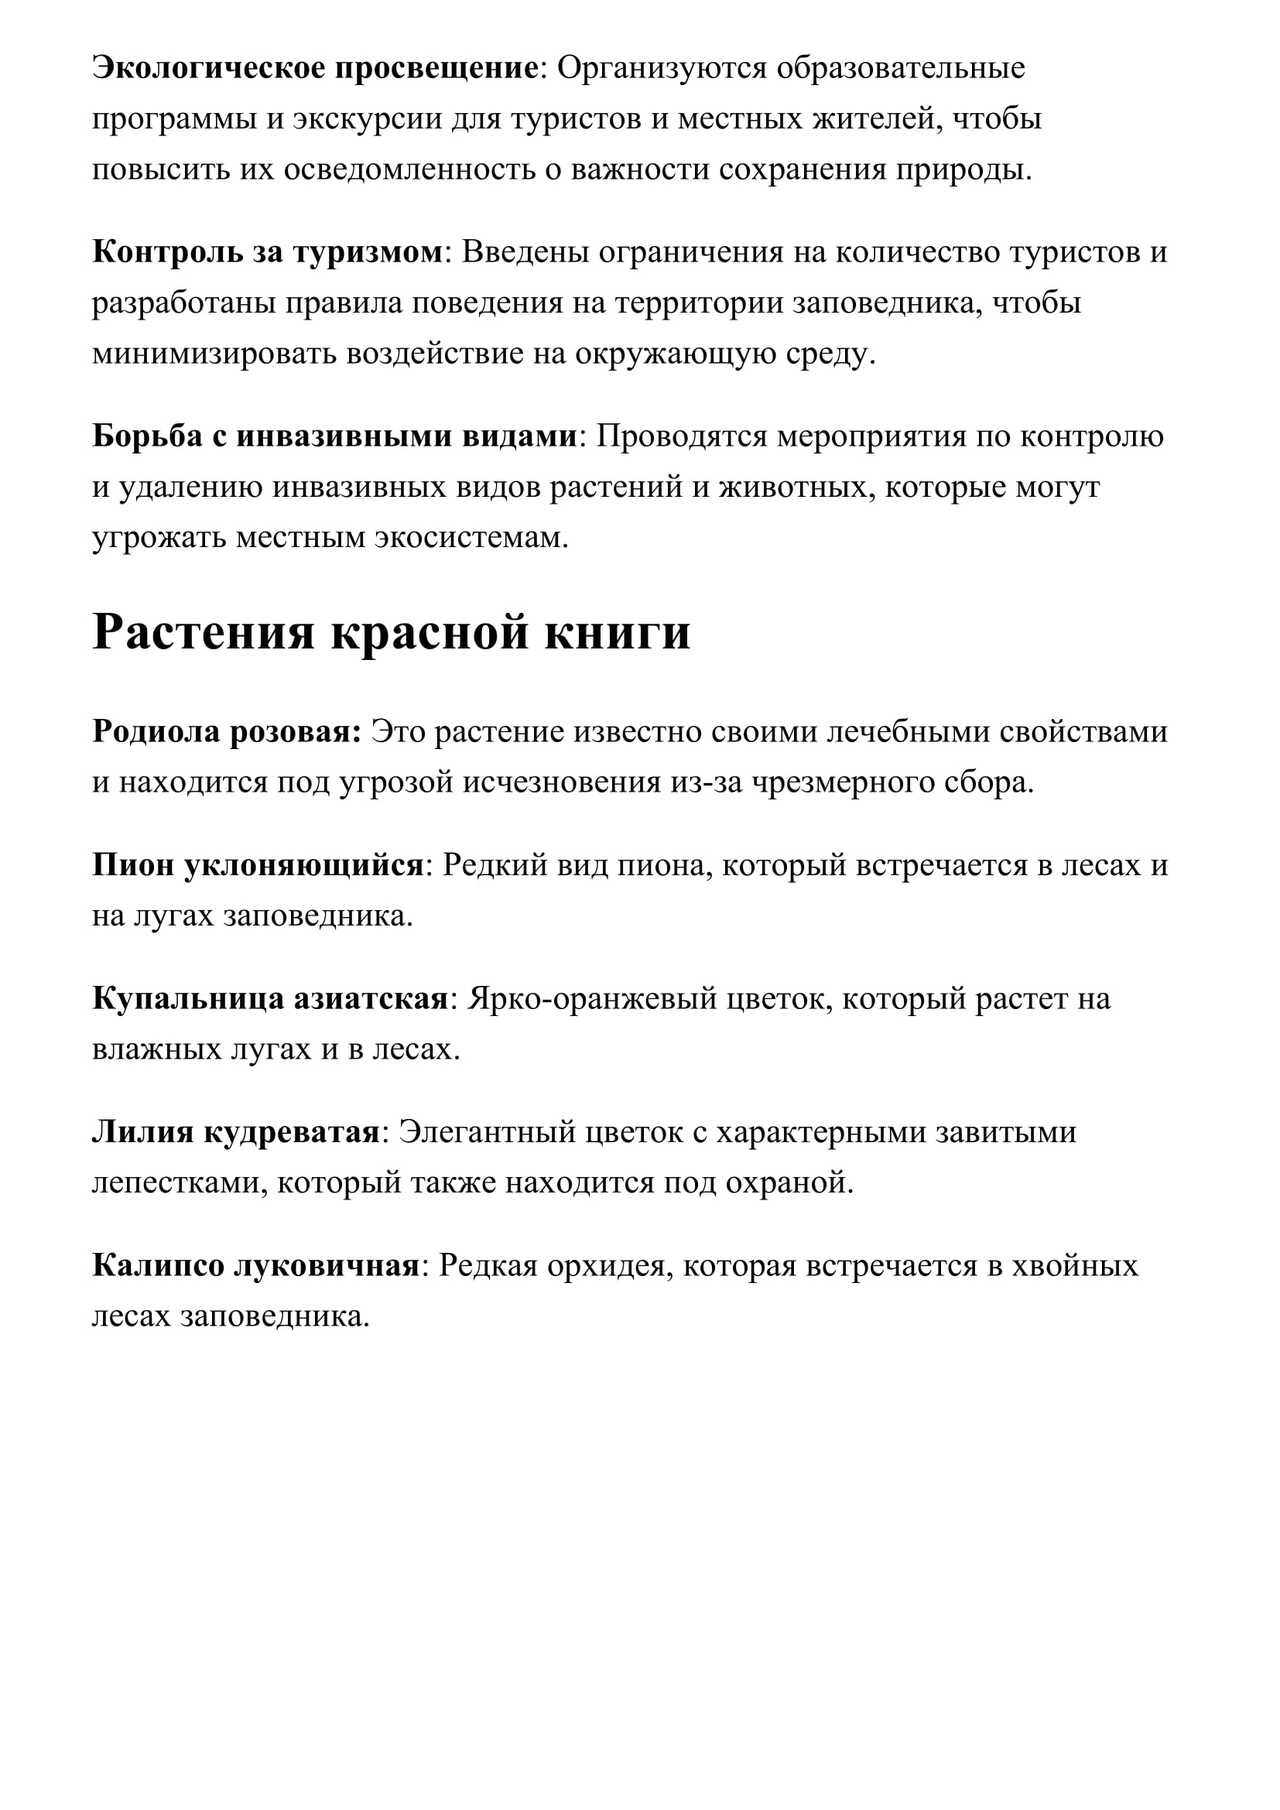 Экологическое просвещение: Организуются образовательные
программы и экскурсии для туристов и местных жителей, чтобы
повысить их осведомленность о важности сохранения природы.
Контроль за туризмом: Введены ограничения на количество туристов и
разработаны правила поведения на территории заповедника, чтобы
минимизировать воздействие на окружающую среду.
Борьба с инвазивными видами: Проводятся мероприятия по контролю
и удалению инвазивных видов растений и животных, которые могут
угрожать местным экосистемам.
Растения красной книги
Родиола розовая: Это растение известно своими лечебными свойствами
и находится под угрозой исчезновения из-за чрезмерного сбора.
Пион уклоняющийся: Редкий вид пиона, который встречается в лесах и
на лугах заповедника.
Купальница азиатская: Ярко-оранжевый цветок, который растет на
влажных лугах и в лесах.
Лилия кудреватая: Элегантный цветок с характерными завитыми
лепестками, который также находится под охраной.
Калипсо луковичная: Редкая орхидея, которая встречается в хвойных
лесах заповедника.